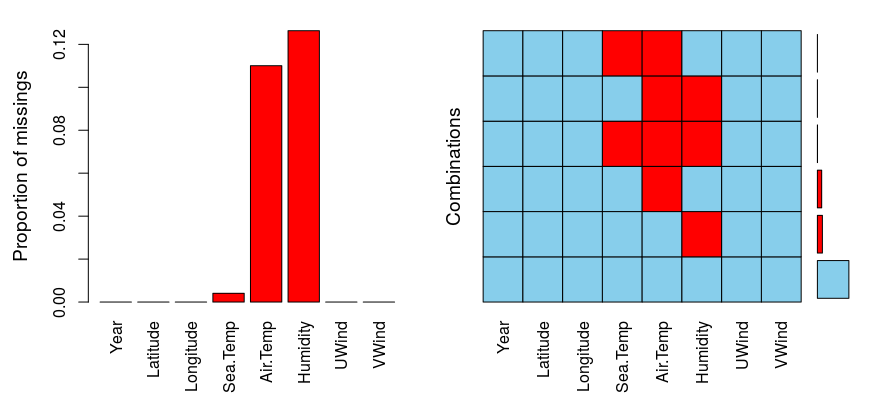 Proportion of missings
0.00
0.04
0.08
0.12
Year
Latitude
Longitude
Sea.Temp
Air.Temp
Humidity
UWind
VWind
Combinations
Year
Latitude
Longitude
Sea.Temp
Air.Temp
Humidity
UWind
VWind